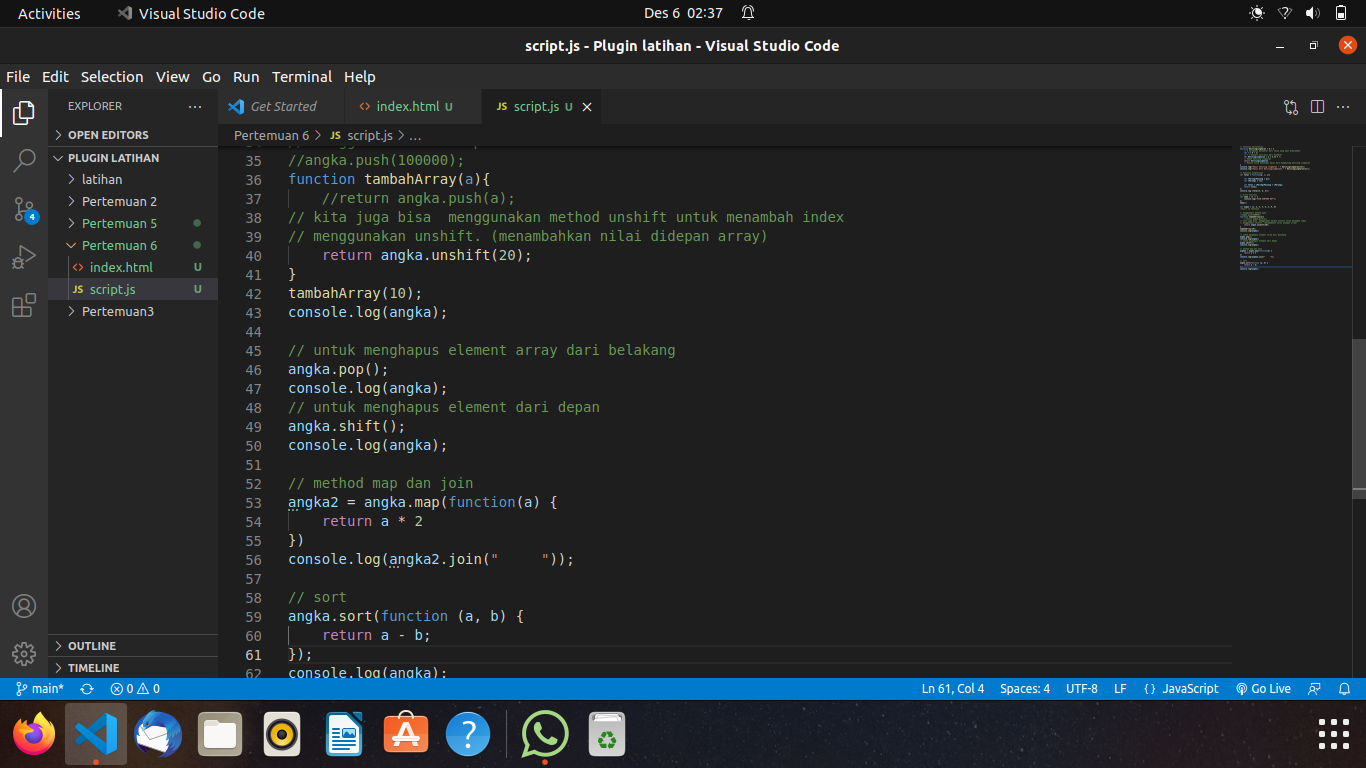 Activities
Visual Studio Code
Des 6 02:37
script.js - Plugin latihan - Visual Studio Code
File Edit Selection View Go Run Terminal Help
EXPLORER
OPEN EDITORS
PLUGIN LATIHAN
latihan
Pertemuan 2
Pertemuan 5
Pertemuan 6
index.html U
JS script.js U
Pertemuan3
OUTLINE
TIMELINE
4
Get Started
index.html U
JS script.js U
Pertemuan 6 > JS script.js > ...
35 //angka.push(100000);
36 function tambahArray(a){
37     //return angka.push(a);
38 // kita juga bisa  menggunakan method unshift untuk menambah index
39 // menggunakan unshift. (menambahkan nilai didepan array)
40     return angka.unshift(20);
41 }
42 tambahArray(10);
43 console.log(angka);
44
45 // untuk menghapus element array dari belakang
46 angka.pop();
47 console.log(angka);
48 // untuk menghapus element dari depan
49 angka.shift();
50 console.log(angka);
51
52 // method map dan join
53 angka2 = angka.map(function(a) {
54     return a * 2
55 })
56 console.log(angka2.join("     "));
57
58 // sort
59 angka.sort(function (a, b) {
60     return a - b;
61 });
62 console.log(angka);
main* 0 0
Ln 61, Col 4 Spaces: 4 UTF-8 LF {} JavaScript Go Live